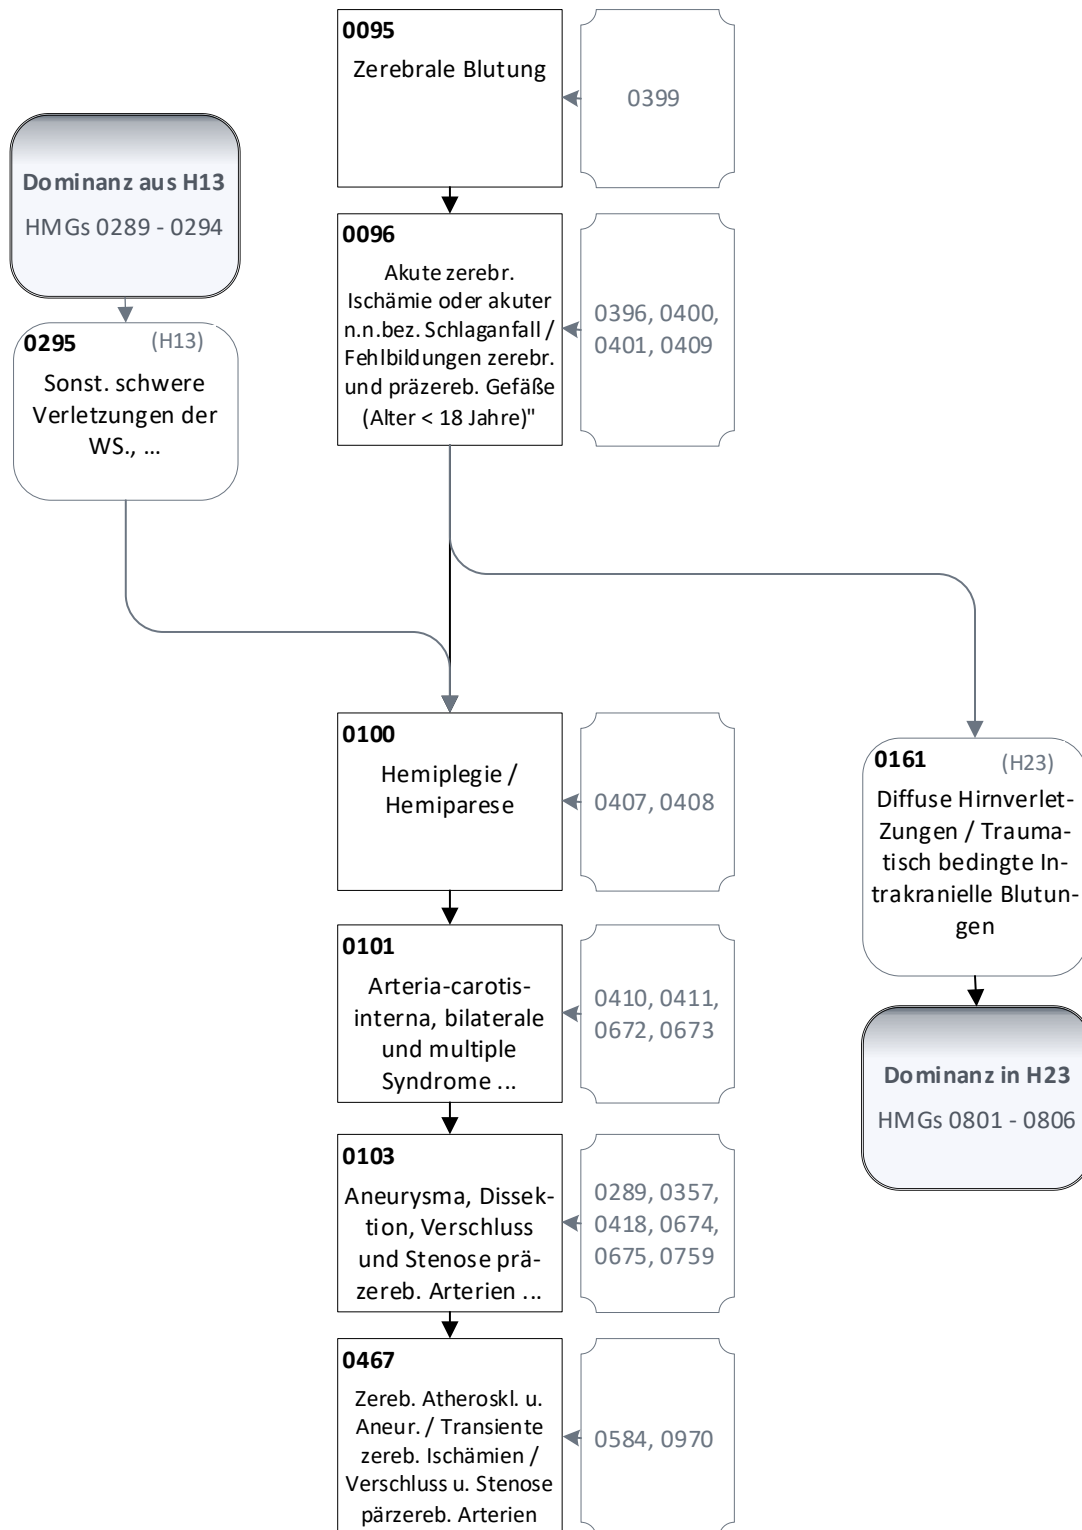 0095
Zerebrale Blutung
0399
Dominanz aus H13
HMGs 0289 - 0294
0096
Akute zerebr.
Ischämie oder akuter
n.n.bez. Schlaganfall /
Fehlbildungen zerebr.
und präzereb. Gefäße
(Alter < 18 Jahre)"
0396, 0400,
0401, 0409
0295 (H13)
Sonst. schwere
Verletzungen der
WS., ...
0100
Hemiplegie /
Hemiparese
0407, 0408
0161 (H23)
Diffuse Hirnverlet-
Zungen / Trauma-
tisch bedingte In-
trakranielle Blutun-
gen
0101
Arteria-carotis-
interna, bilaterale
und multiple
Syndrome ...
0410, 0411,
0672, 0673
Dominanz in H23
HMGs 0801 - 0806
0103
Aneurysma, Dissek-
tion, Verschluss
und Stenose prä-
zereb. Arterien ...
0289, 0357,
0418, 0674,
0675, 0759
0467
Zereb. Atheroskl. u.
Aneur. / Transiente
zereb. Ischämien /
Verschluss u. Stenose
pärzereb. Arterien
0584, 0970